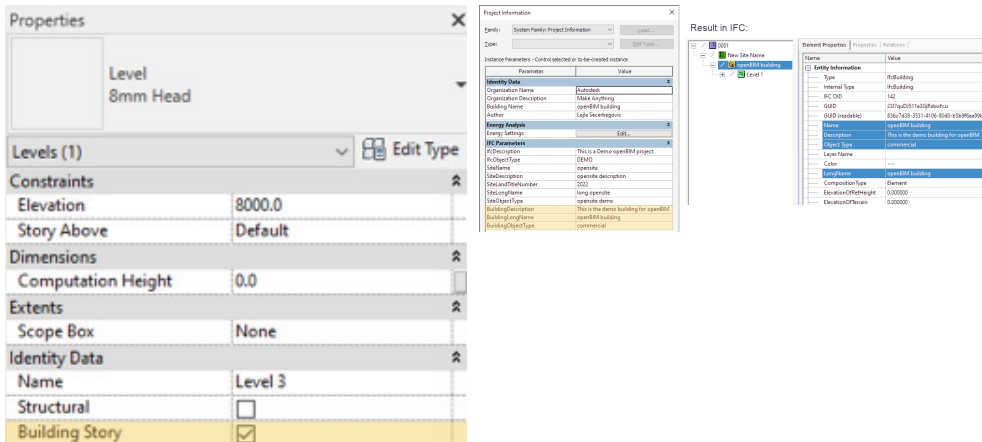 Properties
Level
8mm Head
Levels (1)
Edit Type
Constraints
Elevation 8000.0
Story Above Default
Dimensions
Computation Height 0.0
Extents
Scope Box None
Identity Data
Name Level 3
Structural
Building Story
Project Information
Family: System Family: Project Information Load...
Type: Edit Type...
Instance Parameters - Control selected or to-be-created instance
Parameter Value
Identity Data
Organization Name Autodesk
Organization Description Make Anything
Building Name openBIM building
Author Lejla Secerbegovic
Energy Analysis
Energy Settings Edit...
IFC Parameters
IfcDescription This is a Demo openBIM project
IfcObjectType DEMO
SiteName opensite
SiteDescription opensite description
SiteLandTitleNumber 2022
SiteLongName long opensite
SiteObjectType opensite demo
BuildingDescription This is the demo building for openBIM
BuildingLongName openBIM building
BuildingObjectType commercial
Result in IFC:
0001
New Site Name
openBIM building
Level 1
Element Properties Properties Relations
Name Value
Entity Information
Type IfcBuilding
Internal Type IfcBuilding
IFC OID 142
GUID
GUID (readable)
Name openBIM building
Description This is the demo building for openBIM
Object Type commercial
Layer Name
Color ---
LongName openBIM building
CompositionType Element
ElevationOfRefHeight 0.000000
ElevationOfTerrain 0.000000